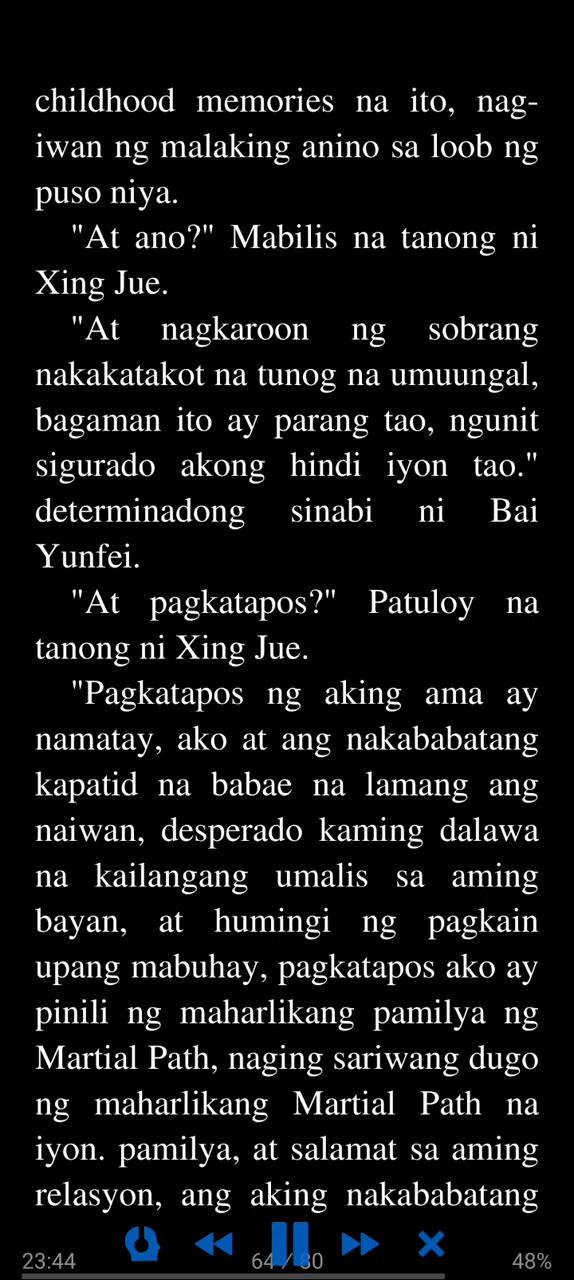 childhood memories na ito, nag-
iwan ng malaking anino sa loob ng
puso niya.
"At ano?" Mabilis na tanong ni
Xing Jue.
"At nagkaroon ng sobrang
nakakatakot na tunog na umuungal,
bagaman ito ay parang tao, ngunit
sigurado akong hindi iyon tao."
determinadong sinabi ni Bai
Yunfei.
"At pagkatapos?" Patuloy na
tanong ni Xing Jue.
"Pagkatapos ng aking ama ay
namatay, ako at ang nakababatang
kapatid na babae na lamang ang
naiwan, desperado kaming dalawa
na kailangang umalis sa aming
bayan, at humingi ng pagkain
upang mabuhay, pagkatapos ako ay
pinili ng maharlikang pamilya ng
Martial Path, naging sariwang dugo
ng maharlikang Martial Path na
iyon. pamilya, at salamat sa aming
relasyon, ang aking nakababatang
23:44 64 / 80 48%